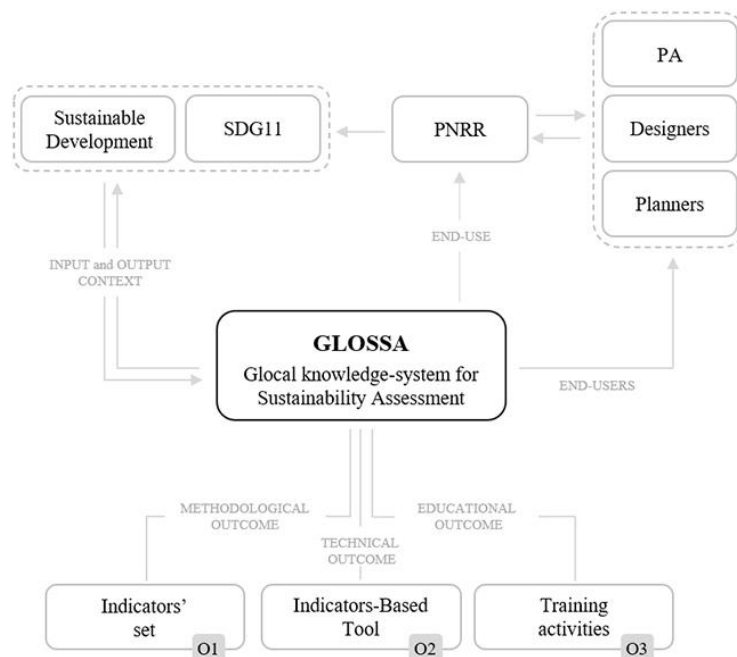 PA
Sustainable
Development
SDG11
PNRR
Designers
Planners
END-USE
INPUT and OUTPUT
CONTEXT
GLOSSA
Glocal knowledge-system for
Sustainability Assessment
END-USERS
METHODOLOGICAL
OUTCOME
TECHNICAL
OUTCOME
EDUCATIONAL
OUTCOME
Indicators’
set
O1
Indicators-Based
Tool
O2
Training
activities
O3